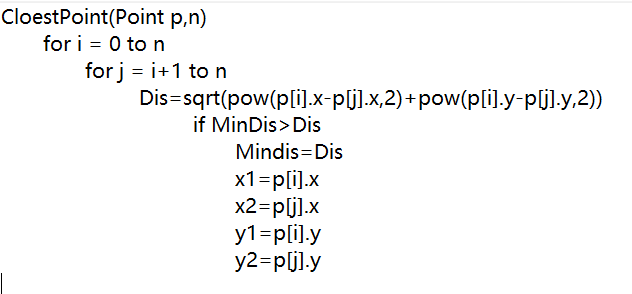 CloestPoint(Point p,n)
for i = 0 to n
for j = i+1 to n
Dis=sqrt(pow(p[i].x-p[j].x,2)+pow(p[i].y-p[j].y,2))
if MinDis>Dis
Mindis=Dis
x1=p[i].x
x2=p[j].x
y1=p[i].y
y2=p[j].y